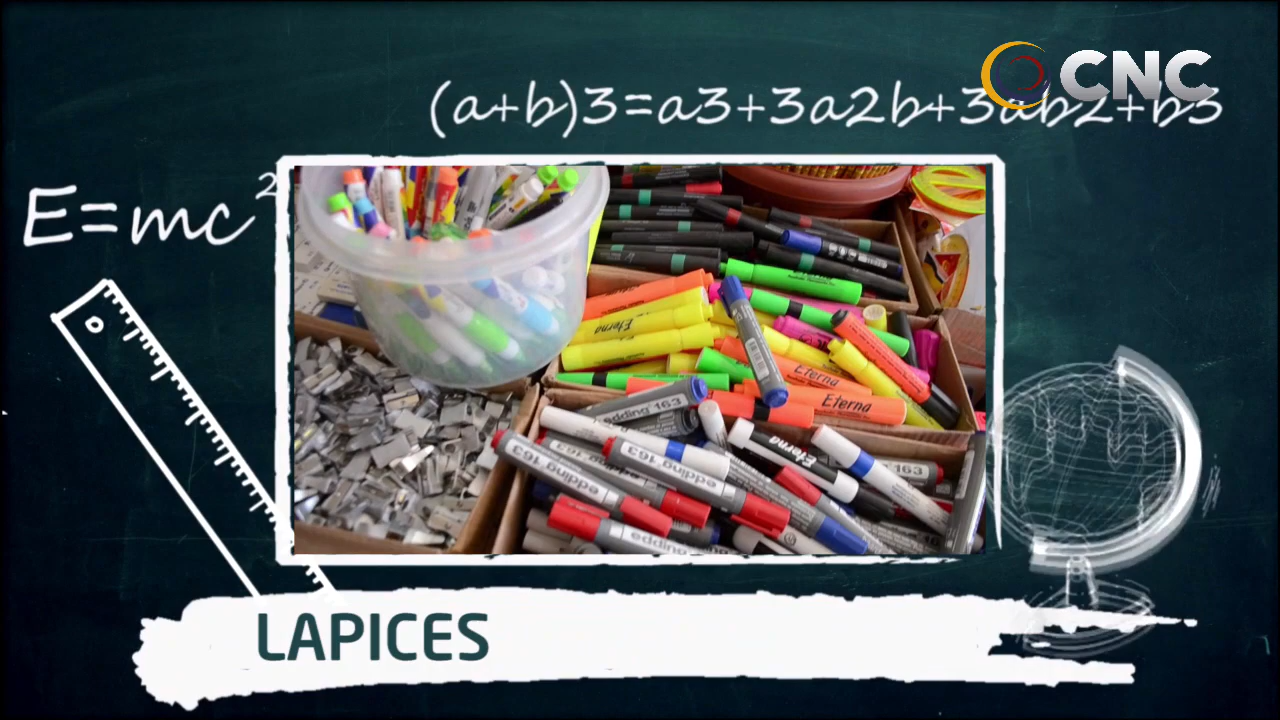 CNC
(a+b)3=a3+3a2b+3ab2+b3
E=mc²
Eterna
edding 163
Eterna
Eterna
Eterna
163
edding 163
edding 163
edding
LAPICES